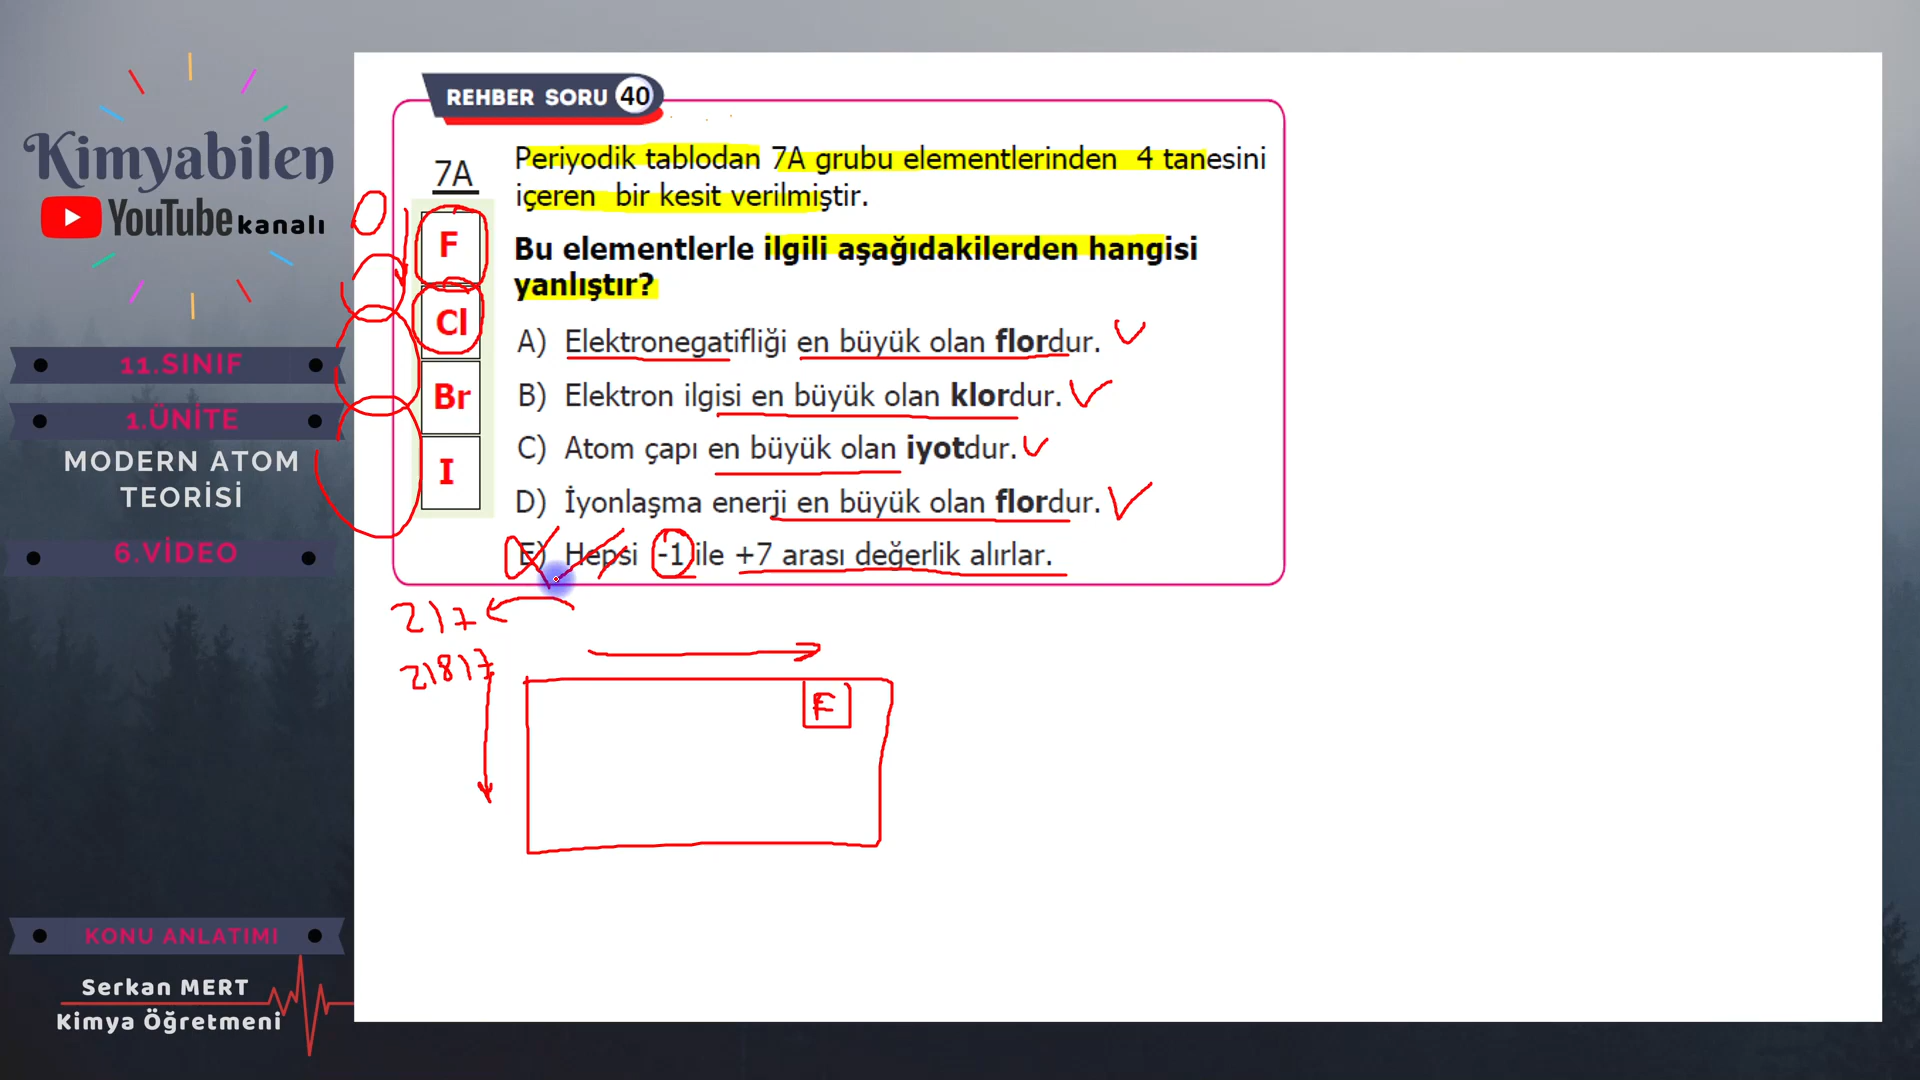 Kimyabilen
YouTube kanalı
11.SINIF
1.ÜNİTE
MODERN ATOM
TEORİSİ
6.VİDEO
KONU ANLATIMI
Serkan MERT
Kimya Öğretmeni
REHBER SORU 40
7A
F
Cl
Br
I
Periyodik tablodan 7A grubu elementlerinden 4 tanesini
içeren bir kesit verilmiştir.
Bu elementlerle ilgili aşağıdakilerden hangisi
yanlıştır?
A) Elektronegatifliği en büyük olan flordur.
B) Elektron ilgisi en büyük olan klordur.
C) Atom çapı en büyük olan iyotdur.
D) İyonlaşma enerji en büyük olan flordur.
E) Hepsi -1 ile +7 arası değerlik alırlar.
2)7
2)8)7
F